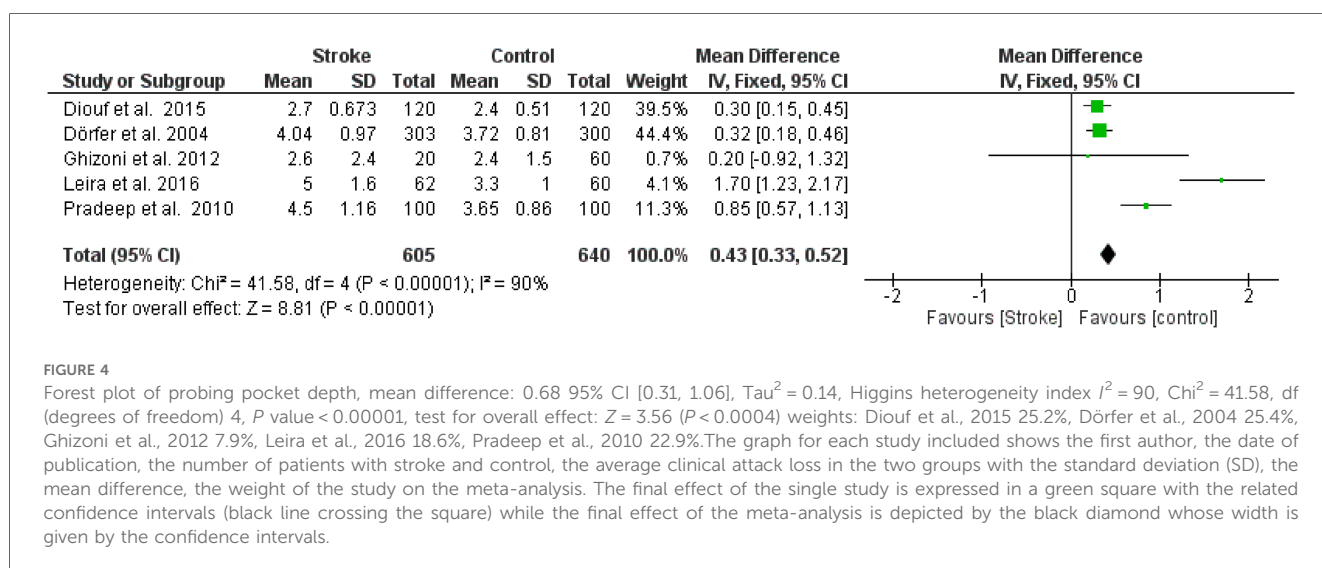 Stroke Control Mean Difference Mean Difference
Study or Subgroup Mean SD Total Mean SD Total Weight IV, Fixed, 95% CI IV, Fixed, 95% CI
Diouf et al. 2015 2.7 0.673 120 2.4 0.51 120 39.5% 0.30 [0.15, 0.45]
Dörfer et al. 2004 4.04 0.97 303 3.72 0.81 300 44.4% 0.32 [0.18, 0.46]
Ghizoni et al. 2012 2.6 2.4 20 2.4 1.5 60 0.7% 0.20 [-0.92, 1.32]
Leira et al. 2016 5 1.6 62 3.3 1 60 4.1% 1.70 [1.23, 2.17]
Pradeep et al. 2010 4.5 1.16 100 3.65 0.86 100 11.3% 0.85 [0.57, 1.13]
Total (95% CI) 605 640 100.0% 0.43 [0.33, 0.52]
Heterogeneity: Chi² = 41.58, df = 4 (P < 0.00001); I² = 90%
Test for overall effect: Z = 8.81 (P < 0.00001)
-2 -1 0 1 2
Favours [Stroke] Favours [control]
FIGURE 4
Forest plot of probing pocket depth, mean difference: 0.68 95% CI [0.31, 1.06], Tau² = 0.14, Higgins heterogeneity index I² = 90, Chi² = 41.58, df
(degrees of freedom) 4, P value < 0.00001, test for overall effect: Z = 3.56 (P < 0.0004) weights: Diouf et al., 2015 25.2%, Dörfer et al., 2004 25.4%,
Ghizoni et al., 2012 7.9%, Leira et al., 2016 18.6%, Pradeep et al., 2010 22.9%.The graph for each study included shows the first author, the date of
publication, the number of patients with stroke and control, the average clinical attack loss in the two groups with the standard deviation (SD), the
mean difference, the weight of the study on the meta-analysis. The final effect of the single study is expressed in a green square with the related
confidence intervals (black line crossing the square) while the final effect of the meta-analysis is depicted by the black diamond whose width is
given by the confidence intervals.